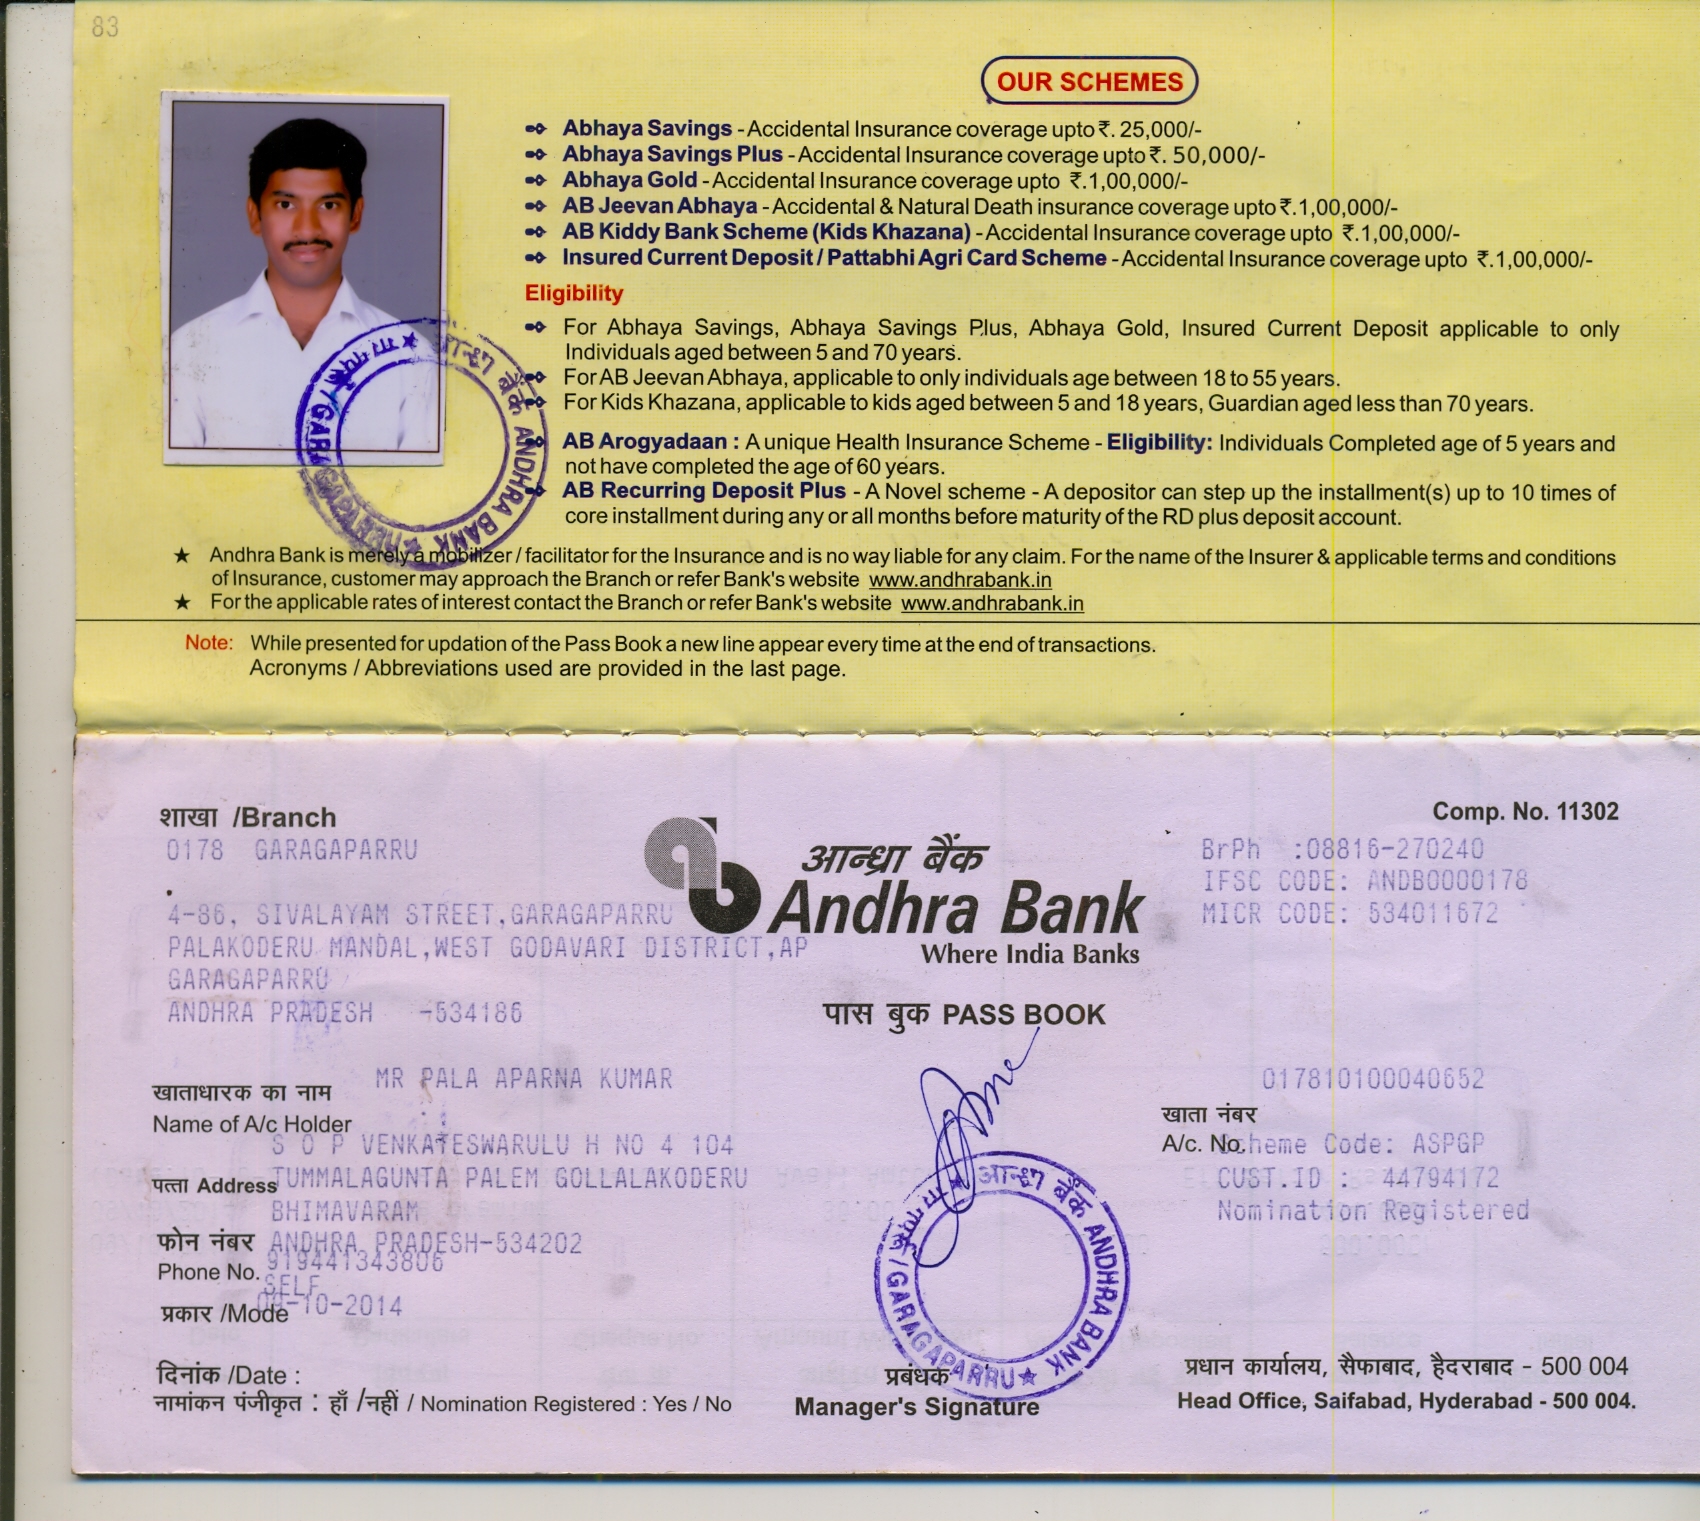 83
OUR SCHEMES
Abhaya Savings - Accidental Insurance coverage upto ₹. 25,000/-
Abhaya Savings Plus - Accidental Insurance coverage upto ₹. 50,000/-
Abhaya Gold - Accidental Insurance coverage upto ₹.1,00,000/-
AB Jeevan Abhaya - Accidental & Natural Death insurance coverage upto ₹.1,00,000/-
AB Kiddy Bank Scheme (Kids Khazana) - Accidental Insurance coverage upto ₹.1,00,000/-
Insured Current Deposit / Pattabhi Agri Card Scheme - Accidental Insurance coverage upto ₹.1,00,000/-
Eligibility
For Abhaya Savings, Abhaya Savings Plus, Abhaya Gold, Insured Current Deposit applicable to only
Individuals aged between 5 and 70 years.
For AB Jeevan Abhaya, applicable to only individuals age between 18 to 55 years.
For Kids Khazana, applicable to kids aged between 5 and 18 years, Guardian aged less than 70 years.
AB Arogyadaan : A unique Health Insurance Scheme - Eligibility: Individuals Completed age of 5 years and
not have completed the age of 60 years.
AB Recurring Deposit Plus - A Novel scheme - A depositor can step up the installment(s) up to 10 times of
core installment during any or all months before maturity of the RD plus deposit account.
आन्ध्रा बैंक ANDHRA BANK ★ GARAGAPARRU
★ Andhra Bank is merely a mobilizer / facilitator for the Insurance and is no way liable for any claim. For the name of the Insurer & applicable terms and conditions
of Insurance, customer may approach the Branch or refer Bank's website www.andhrabank.in
★ For the applicable rates of interest contact the Branch or refer Bank's website www.andhrabank.in
Note: While presented for updation of the Pass Book a new line appear every time at the end of transactions.
Acronyms / Abbreviations used are provided in the last page.
शाखा /Branch
0178 GARAGAPARRU
4-86, SIVALAYAM STREET,GARAGAPARRU
PALAKODERU MANDAL,WEST GODAVARI DISTRICT,AP
GARAGAPARRU
ANDHRA PRADESH -534186
आन्ध्रा बैंक
Andhra Bank
Where India Banks
पास बुक PASS BOOK
Comp. No. 11302
BrPh :08816-270240
IFSC CODE: ANDB0000178
MICR CODE: 534011672
खाताधारक का नाम MR PALA APARNA KUMAR
Name of A/c Holder
S O P VENKATESWARULU H NO 4 104
पत्ता Address TUMMALAGUNTA PALEM GOLLALAKODERU
BHIMAVARAM
फोन नंबर ANDHRA PRADESH-534202
Phone No. 919441343806
SELF
प्रकार /Mode 08-10-2014
017810100040652
खाता नंबर
A/c. No. Scheme Code: ASPGP
CUST.ID : 44794172
Nomination Registered
आन्ध्रा बैंक ANDHRA BANK ★ GARAGAPARRU
दिनांक /Date :
नामांकन पंजीकृत : हाँ /नहीं / Nomination Registered : Yes / No
प्रबंधक
Manager's Signature
प्रधान कार्यालय, सैफाबाद, हैदराबाद - 500 004
Head Office, Saifabad, Hyderabad - 500 004.